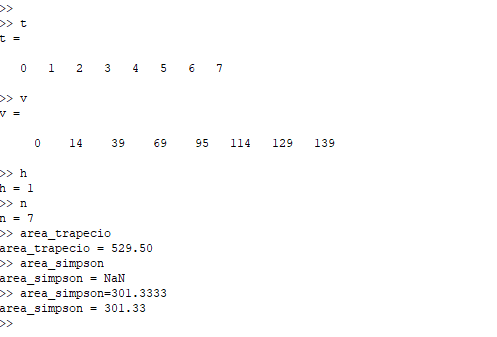 >>
>> t
t =
0 1 2 3 4 5 6 7
>> v
v =
0 14 39 69 95 114 129 139
>> h
h = 1
>> n
n = 7
>> area_trapecio
area_trapecio = 529.50
>> area_simpson
area_simpson = NaN
>> area_simpson=301.3333
area_simpson = 301.33
>>